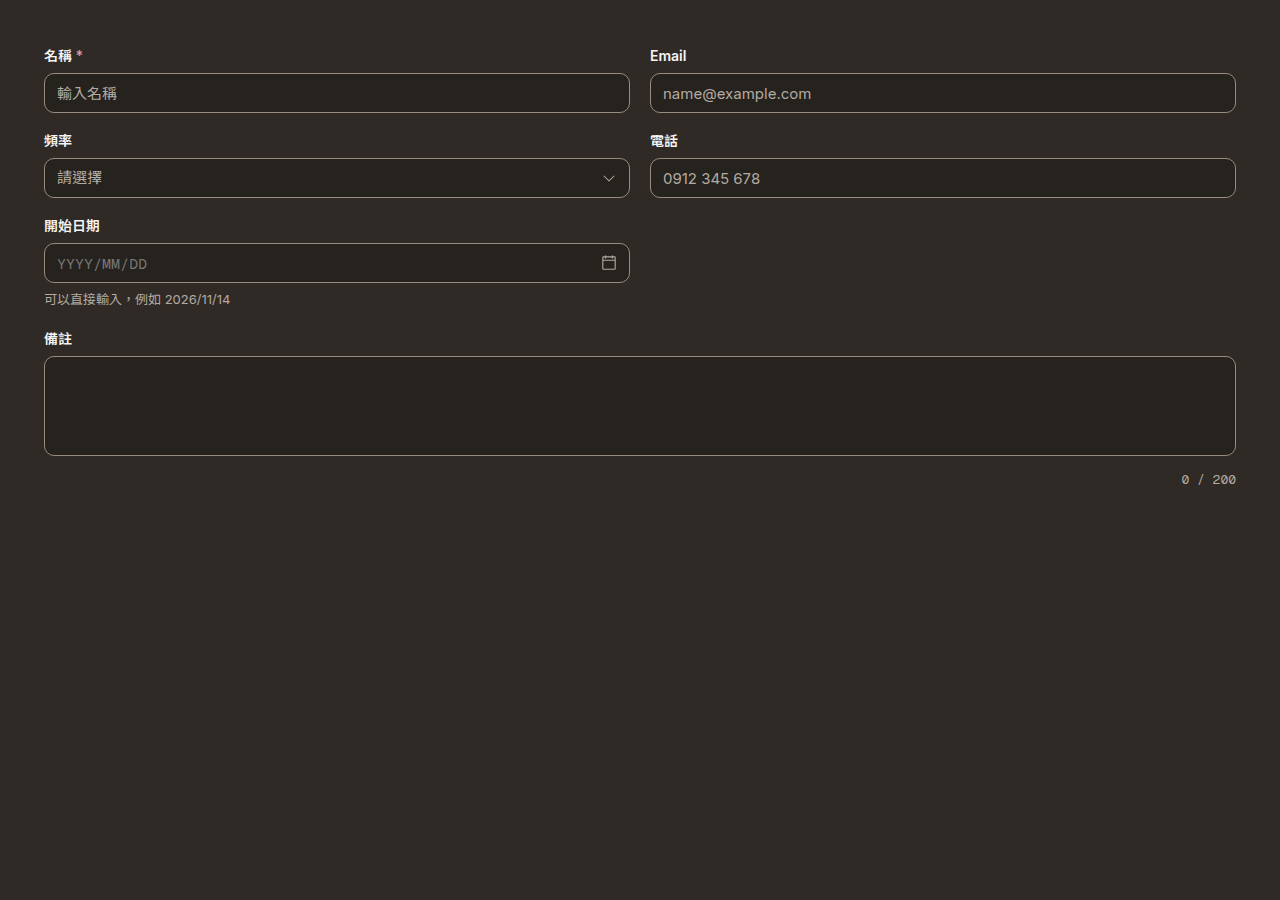 名稱 *
Email
輸入名稱
name@example.com
頻率
電話
請選擇
0912 345 678
開始日期
YYYY/MM/DD
可以直接輸入，例如 2026/11/14
備註
0 / 200